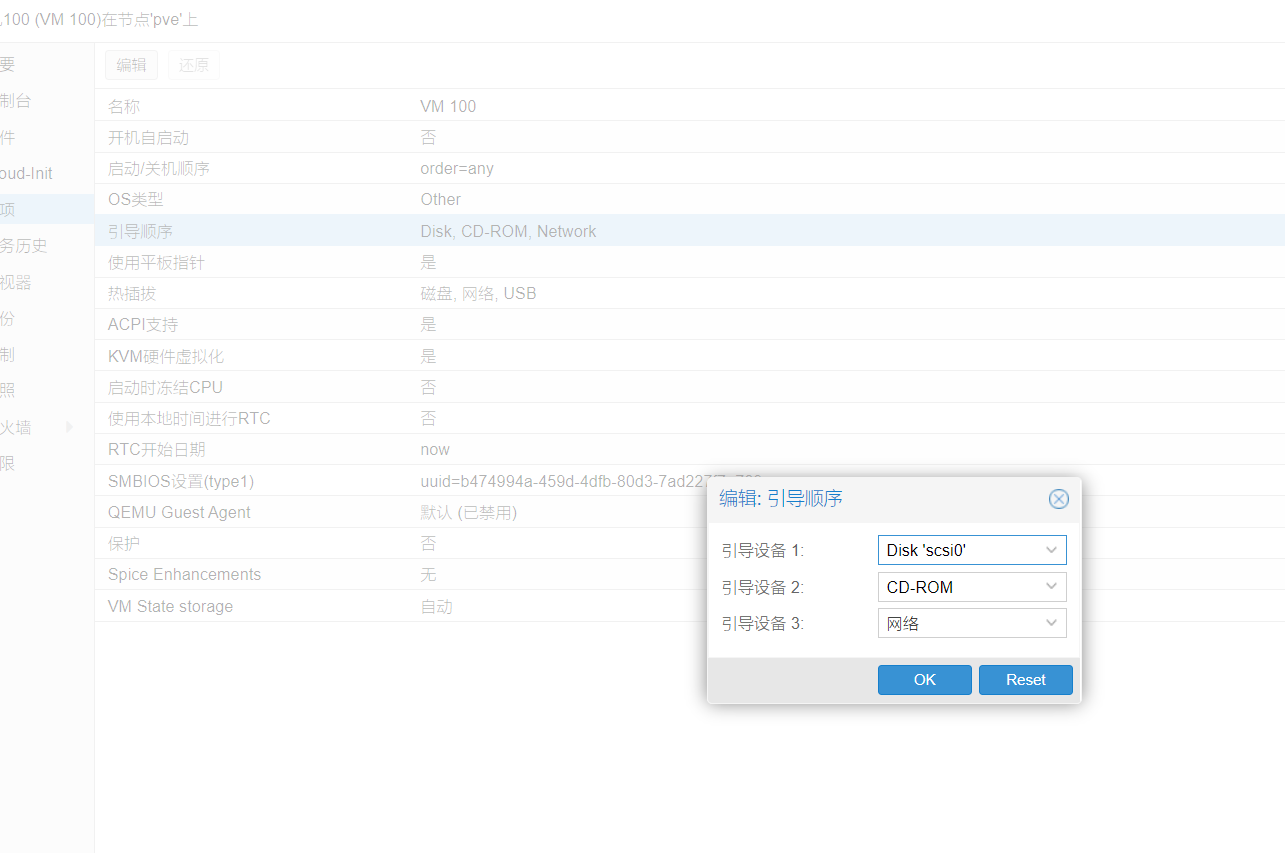 100 (VM 100)在节点'pve'上
要
编辑
还原
制台
件
oud-Init
项
务历史
视器
份
制
照
火墙
限
名称 VM 100
开机自启动 否
启动/关机顺序 order=any
OS类型 Other
引导顺序 Disk, CD-ROM, Network
使用平板指针 是
热插拔 磁盘, 网络, USB
ACPI支持 是
KVM硬件虚拟化 是
启动时冻结CPU 否
使用本地时间进行RTC 否
RTC开始日期 now
SMBIOS设置(type1) uuid=b474994a-459d-4dfb-80d3-7ad227
QEMU Guest Agent 默认 (已禁用)
保护 否
Spice Enhancements 无
VM State storage 自动
编辑: 引导顺序
引导设备 1: Disk 'scsi0'
引导设备 2: CD-ROM
引导设备 3: 网络
OK Reset